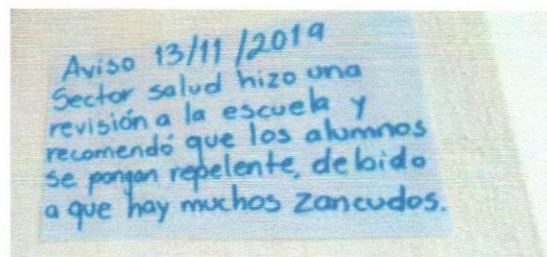 Aviso 13/11/2019
Sector salud hizo una
revisión a la escuela y
recomendó que los alumnos
se pongan repelente, debido
a que hay muchos zancudos.